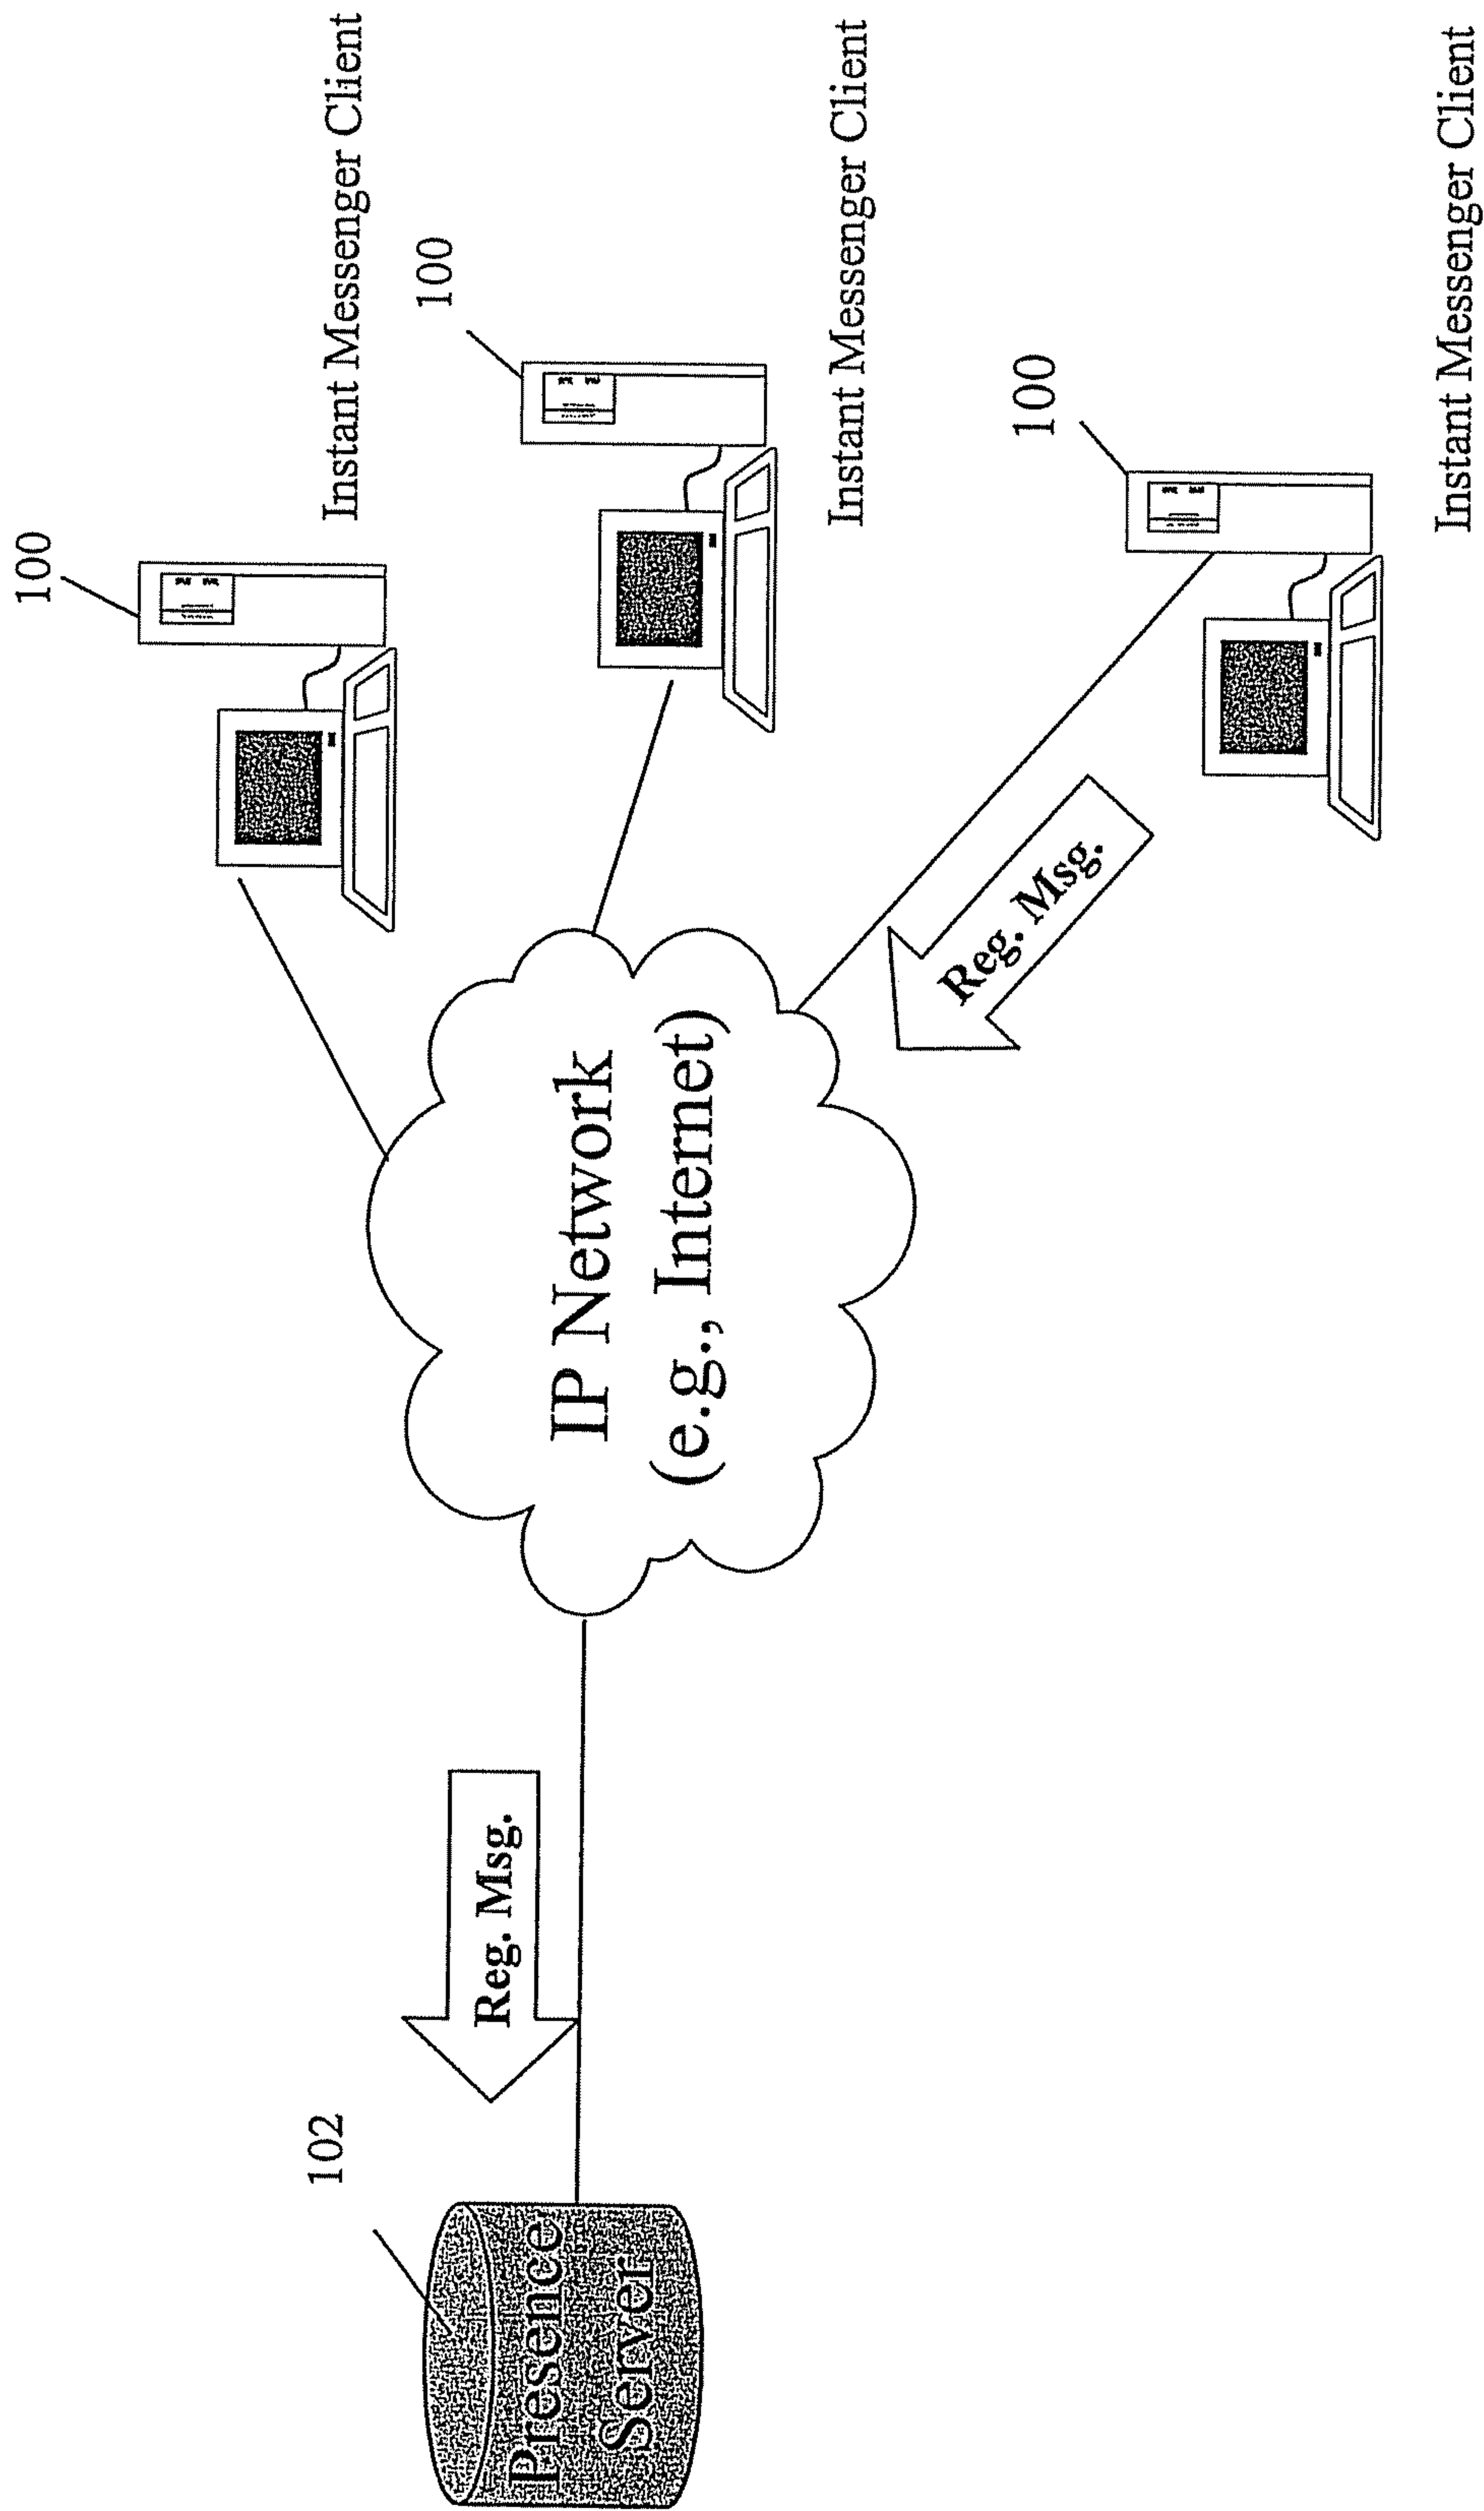 100
Instant Messenger Client
100
Instant Messenger Client
100
Instant Messenger Client
IP Network
(e.g., Internet)
Reg. Msg.
Reg. Msg.
102
Presence
Server